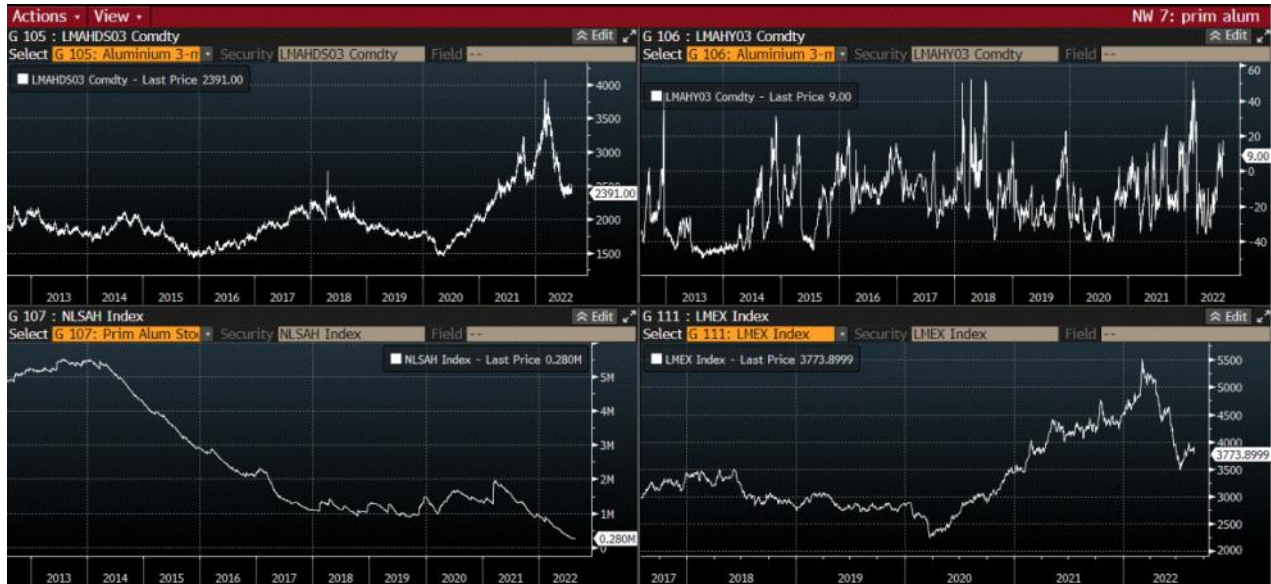 Actions View NW 7: prim alum
G 105 : LMAHDS03 Comdty Edit
Select G 105: Aluminium 3-n Security LMAHDS03 Comdty Field --
LMAHDS03 Comdty - Last Price 2391.00
4000
3500
3000
2500
2391.00
2000
1500
2013 2014 2015 2016 2017 2018 2019 2020 2021 2022
G 106 : LMAHY03 Comdty Edit
Select G 106: Aluminium 3-n Security LMAHY03 Comdty Field --
LMAHY03 Comdty - Last Price 9.00
60
40
20
9.00
0
-20
-40
2013 2014 2015 2016 2017 2018 2019 2020 2021 2022
G 107 : NLSAH Index Edit
Select G 107: Prim Alum Sto Security NLSAH Index Field --
NLSAH Index - Last Price 0.280M
5M
4M
3M
2M
1M
0.280M
0
2013 2014 2015 2016 2017 2018 2019 2020 2021 2022
G 111 : LMEX Index Edit
Select G 111: LMEX Index Security LMEX Index Field --
LMEX Index - Last Price 3773.8999
5500
5000
4500
4000
3773.8999
3500
3000
2500
2000
2017 2018 2019 2020 2021 2022